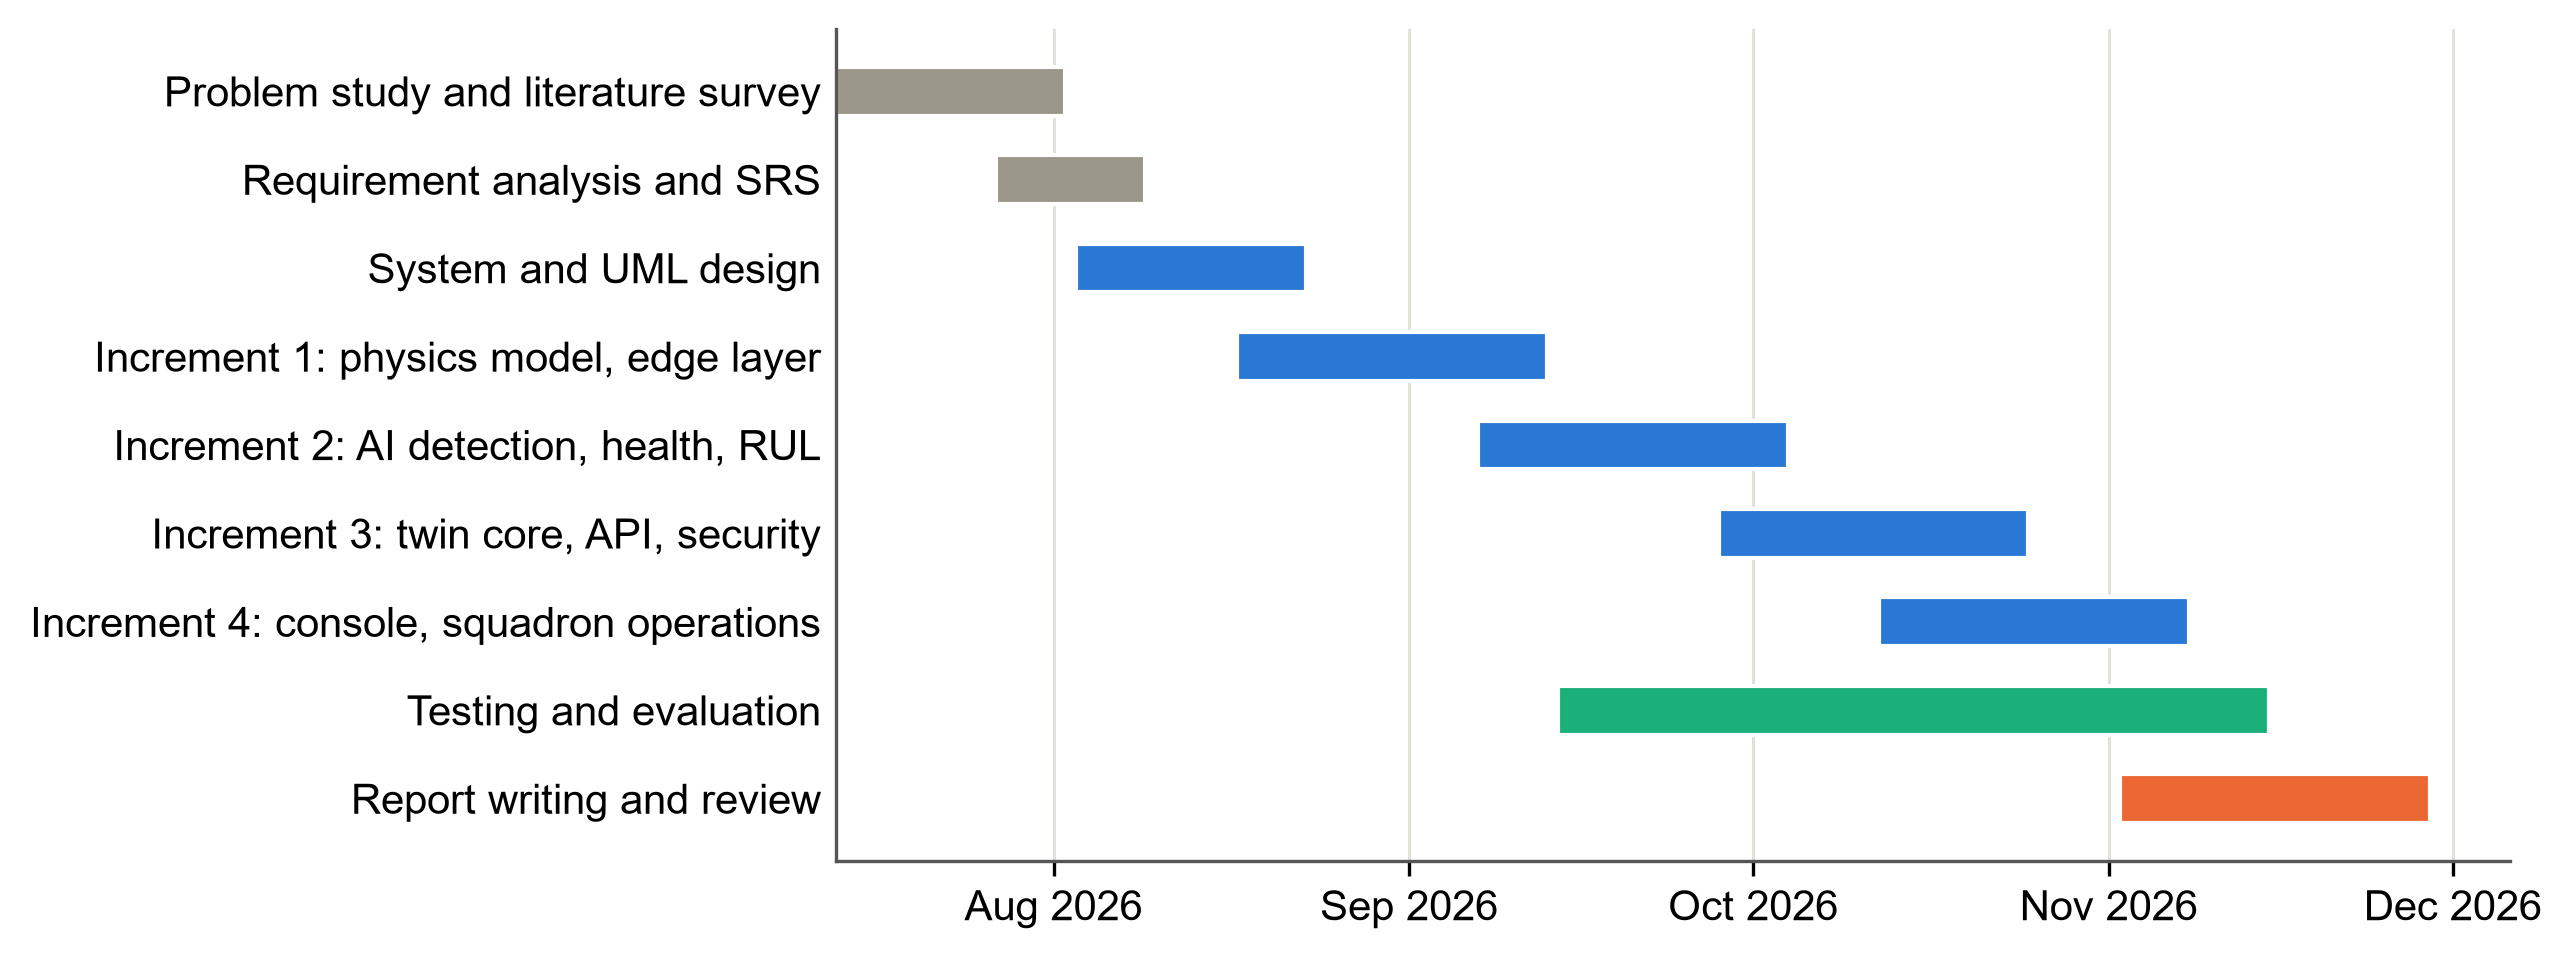 Problem study and literature survey
Requirement analysis and SRS
System and UML design
Increment 1: physics model, edge layer
Increment 2: AI detection, health, RUL
Increment 3: twin core, API, security
Increment 4: console, squadron operations
Testing and evaluation
Report writing and review
Aug 2026 Sep 2026 Oct 2026 Nov 2026 Dec 2026